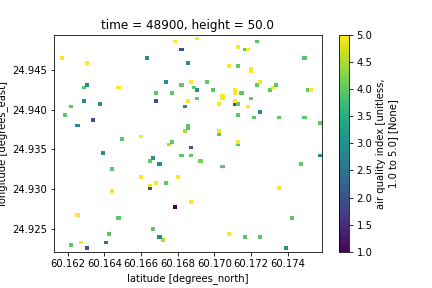 time = 48900, height = 50.0
24.945
24.940
24.935
24.930
24.925
longitude [degrees_east]
60.162 60.164 60.166 60.168 60.170 60.172 60.174
latitude [degrees_north]
5.0
4.5
4.0
3.5
3.0
2.5
2.0
1.5
1.0
air quality index [unitless,
1.0 to 5.0] [None]